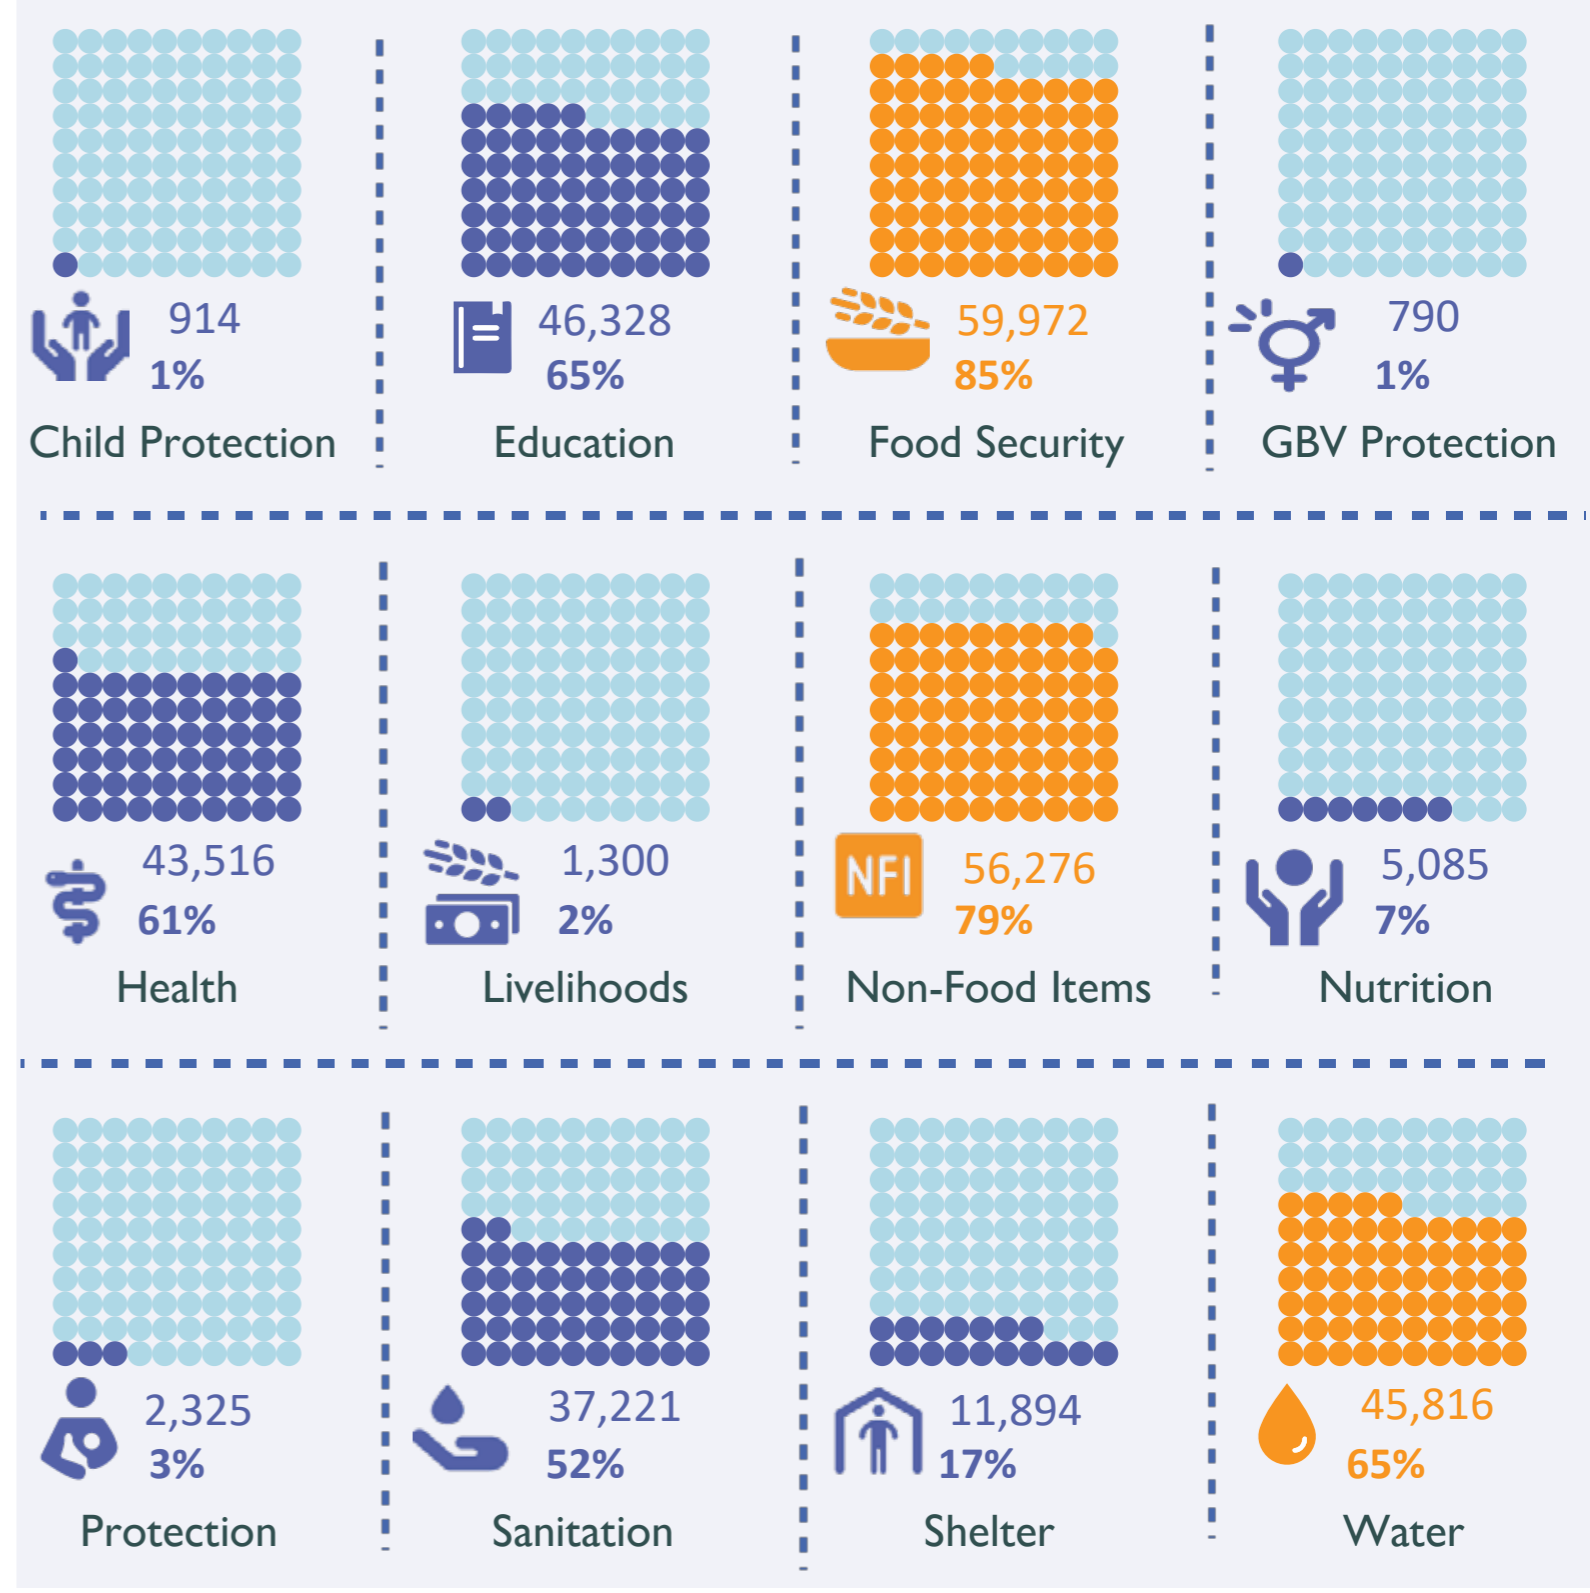 914
1%
Child Protection
46,328
65%
Education
59,972
85%
Food Security
790
1%
GBV Protection
43,516
61%
Health
1,300
2%
Livelihoods
NFI
56,276
79%
Non-Food Items
5,085
7%
Nutrition
2,325
3%
Protection
37,221
52%
Sanitation
11,894
17%
Shelter
45,816
65%
Water